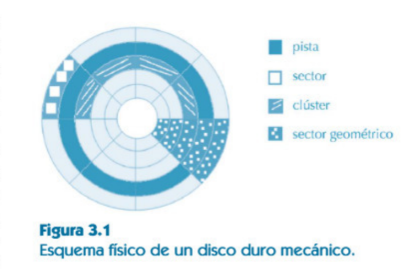 pista
sector
clúster
sector geométrico
Figura 3.1
Esquema físico de un disco duro mecánico.